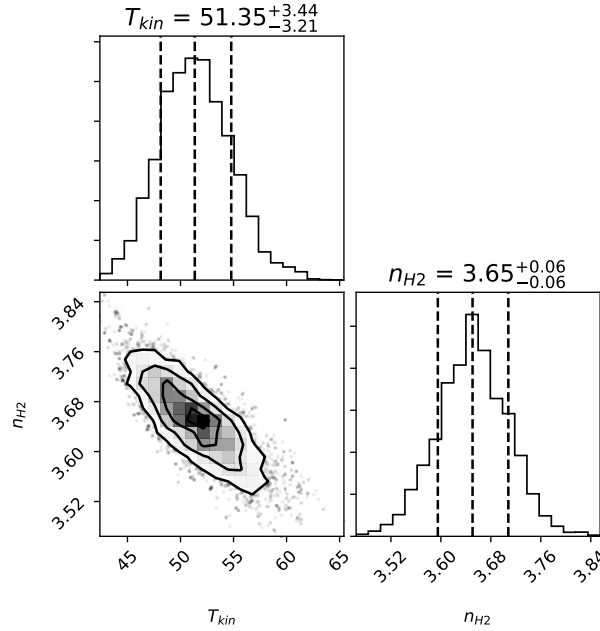 T_kin = 51.35 +3.44 −3.21
n_H2 = 3.65 +0.06 −0.06
3.84
3.76
3.68
3.60
3.52
n_H2
45 50 55 60 65
3.52 3.60 3.68 3.76 3.84
T_kin
n_H2